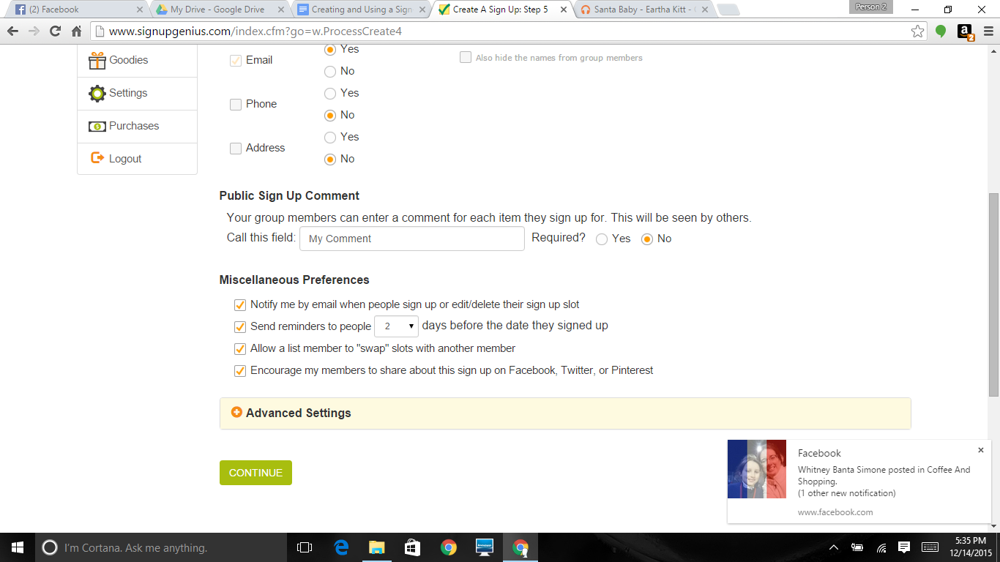 (2) Facebook
My Drive - Google Drive
Creating and Using a Sign
Create A Sign Up: Step 5
Santa Baby - Eartha Kitt -
Person 2
www.signupgenius.com/index.cfm?go=w.ProcessCreate4
2
Goodies
Settings
Purchases
Logout
Email
Yes
No
Also hide the names from group members
Phone
Yes
No
Address
Yes
No
Public Sign Up Comment
Your group members can enter a comment for each item they sign up for. This will be seen by others.
Call this field: My Comment Required? Yes No
Miscellaneous Preferences
Notify me by email when people sign up or edit/delete their sign up slot
Send reminders to people 2 days before the date they signed up
Allow a list member to "swap" slots with another member
Encourage my members to share about this sign up on Facebook, Twitter, or Pinterest
Advanced Settings
CONTINUE
Facebook
Whitney Banta Simone posted in Coffee And
Shopping.
(1 other new notification)
www.facebook.com
I'm Cortana. Ask me anything.
5:35 PM
12/14/2015